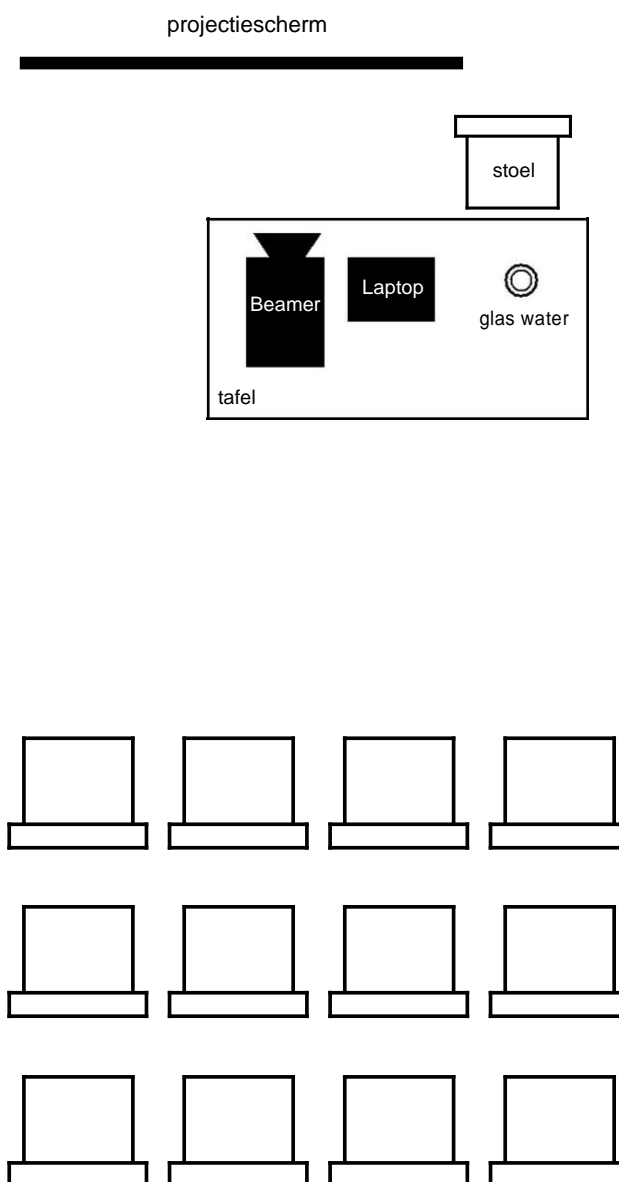 projectiescherm
stoel
Beamer
Laptop
glas water
tafel